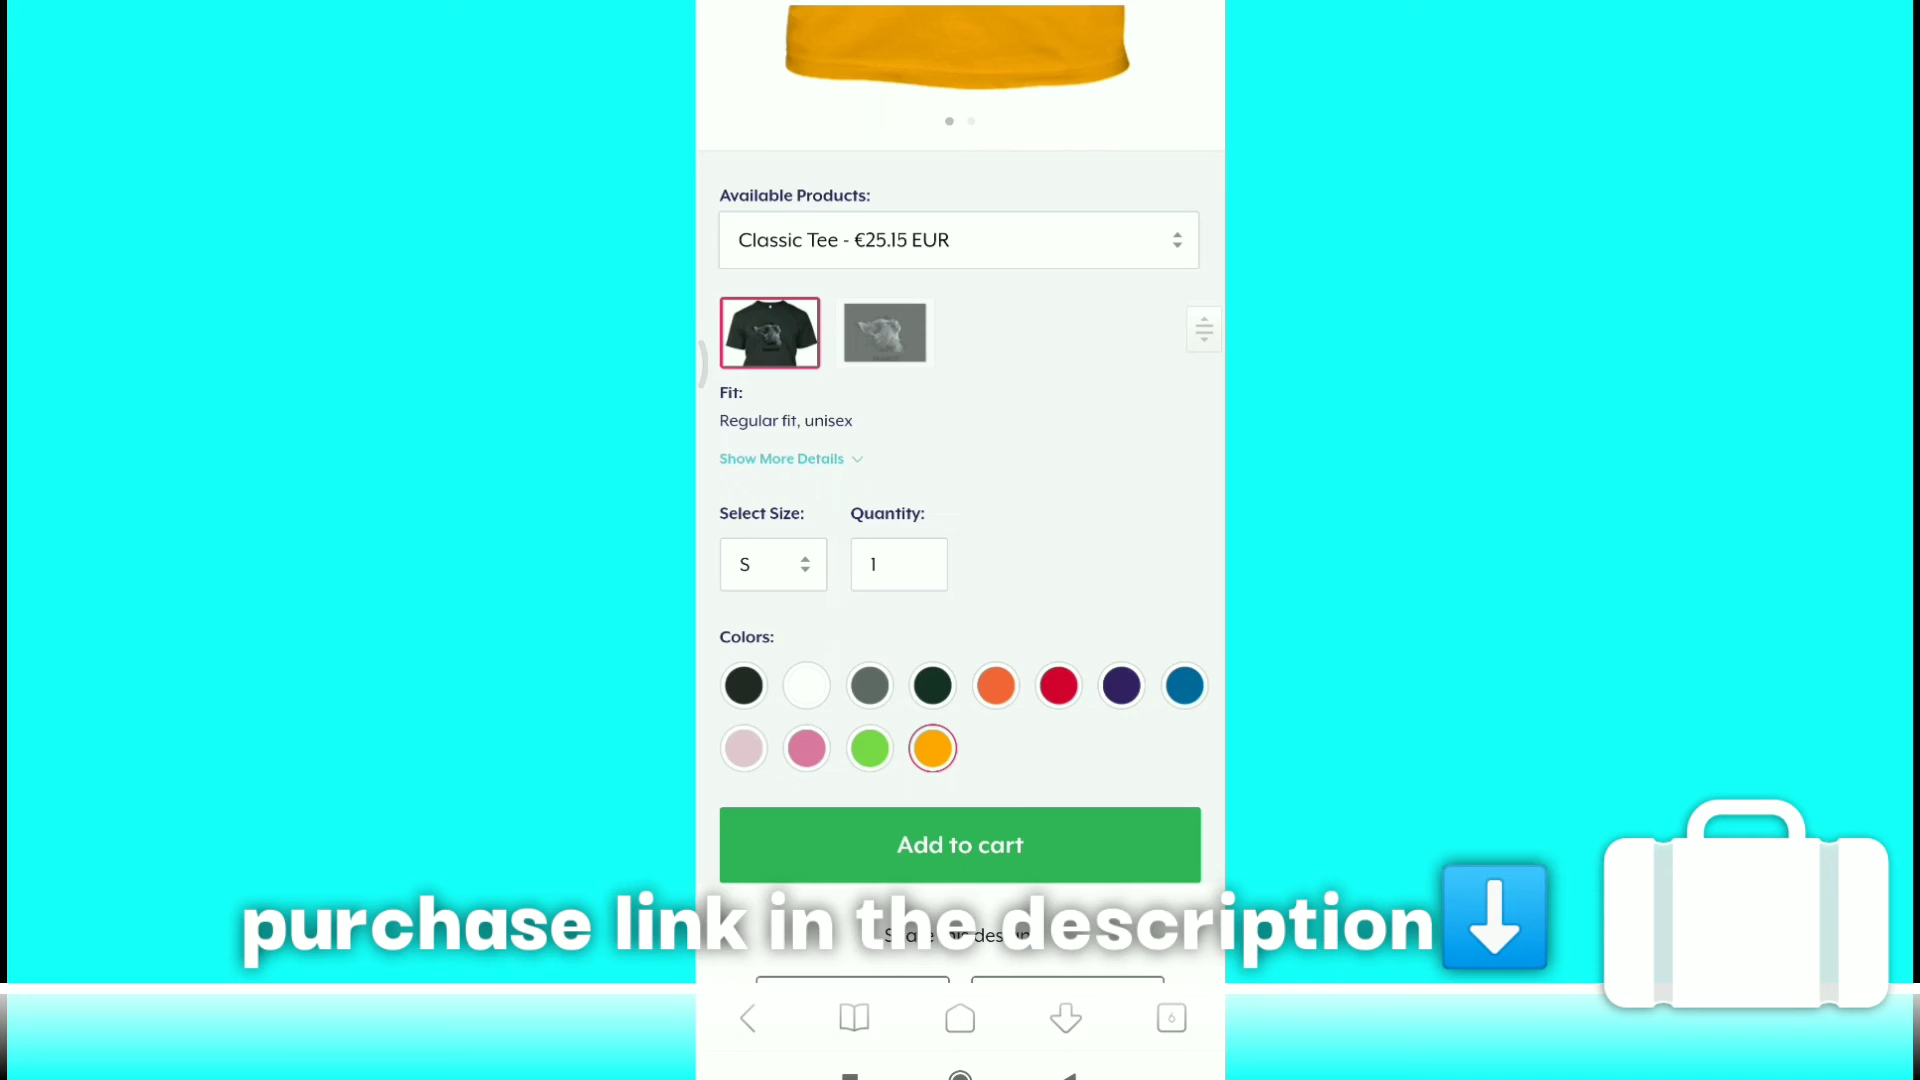 Available Products:
Classic Tee - €25.15 EUR
Fit:
Regular fit, unisex
Show More Details
Select Size: Quantity:
S 1
Colors:
Add to cart
purchase link in the description
6